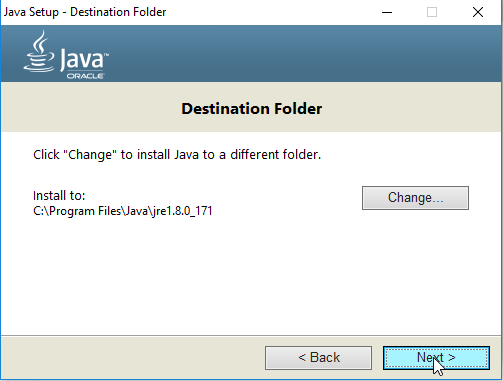 Java Setup - Destination Folder
Java™
ORACLE
Destination Folder
Click "Change" to install Java to a different folder.
Install to:
C:\Program Files\Java\jre1.8.0_171
Change...
< Back
Next >